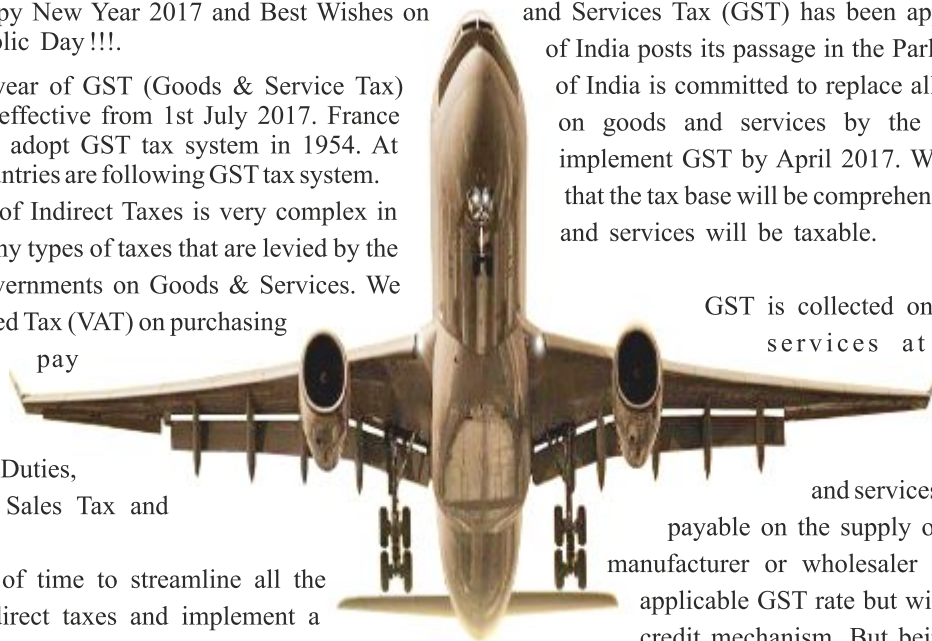 py New Year 2017 and Best Wishes on
lic Day !!!.
year of GST (Goods & Service Tax)
effective from 1st July 2017. France
adopt GST tax system in 1954. At
ntries are following GST tax system.
of Indirect Taxes is very complex in
ny types of taxes that are levied by the
vernments on Goods & Services. We
ed Tax (VAT) on purchasing
pay
Duties,
Sales Tax and
of time to streamline all the
direct taxes and implement a
and Services Tax (GST) has been ap
of India posts its passage in the Parl
of India is committed to replace all
on goods and services by the
implement GST by April 2017. W
that the tax base will be comprehen
and services will be taxable.
GST is collected on
services at
and services
payable on the supply o
manufacturer or wholesaler
applicable GST rate but wi
credit mechanism. But bei